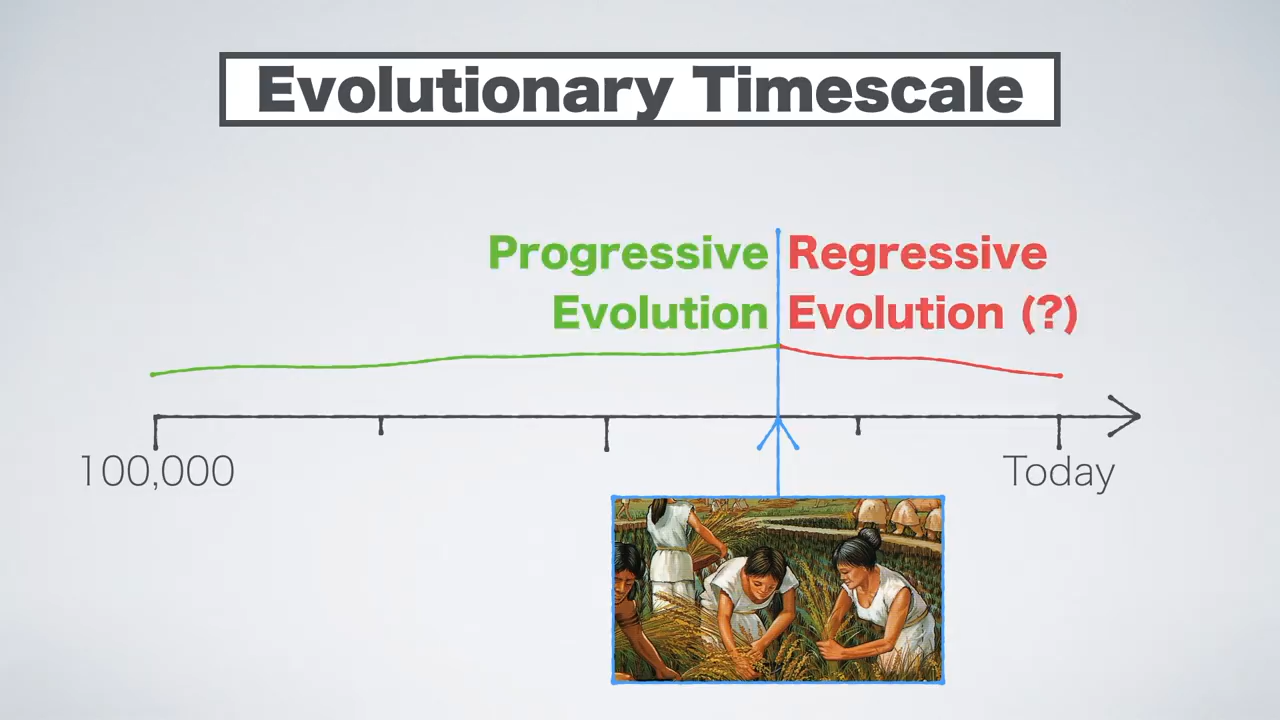 Evolutionary Timescale
Progressive
Evolution
Regressive
Evolution (?)
100,000
Today